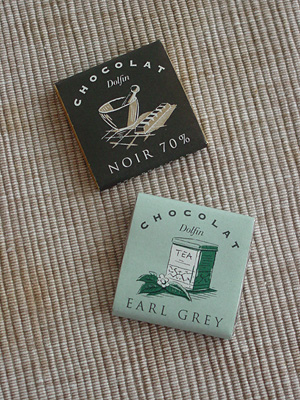 CHOCOLAT
Dolfin
NOIR 70%
CHOCOLAT
Dolfin
TEA
EARL GREY